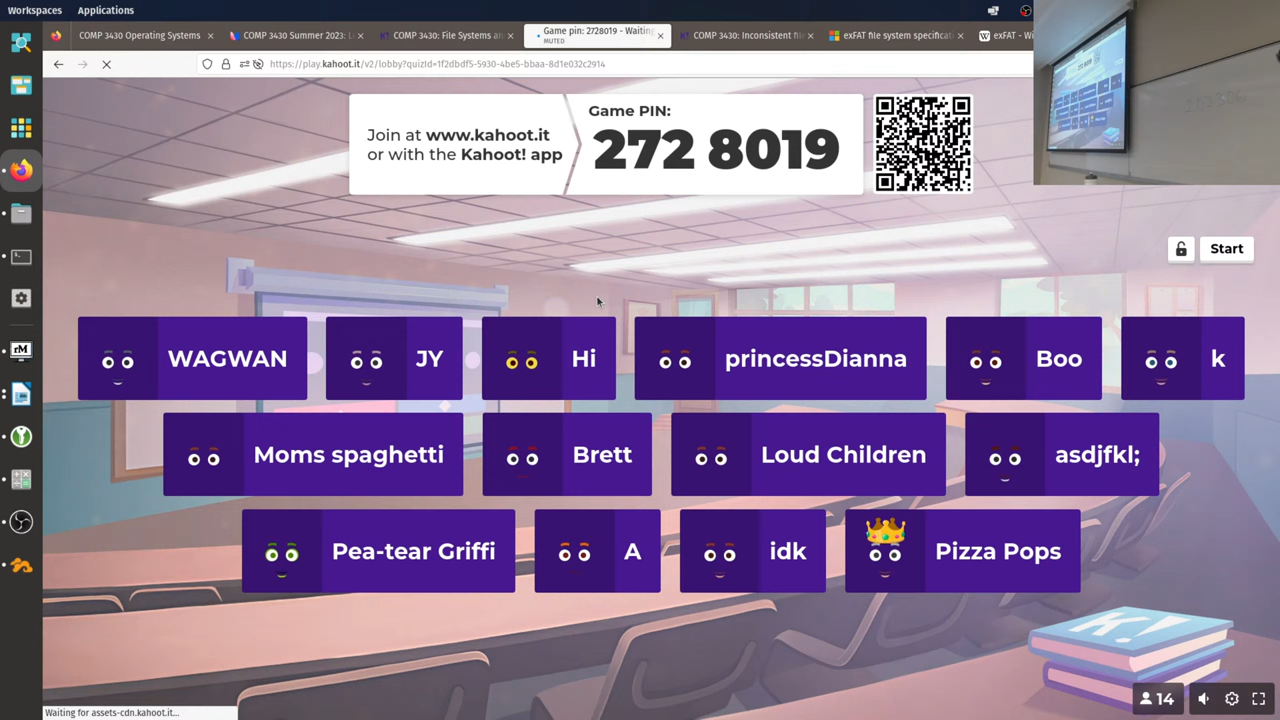 Workspaces Applications
COMP 3430 Operating Systems
COMP 3430 Summer 2023: L
COMP 3430: File Systems an
Game pin: 2728019 - Waiting
MUTED
COMP 3430: Inconsistent fi
exFAT file system specificat
exFAT - Wi
https://play.kahoot.it/v2/lobby?quizId=1f2dbdf5-5930-4be5-bbaa-8d1e032c2914
Join at www.kahoot.it
or with the Kahoot! app
Game PIN:
272 8019
Start
WAGWAN
JY
Hi
princessDianna
Boo
k
Moms spaghetti
Brett
Loud Children
asdjfkl;
Pea-tear Griffi
A
idk
Pizza Pops
K!
14
Waiting for assets-cdn.kahoot.it...